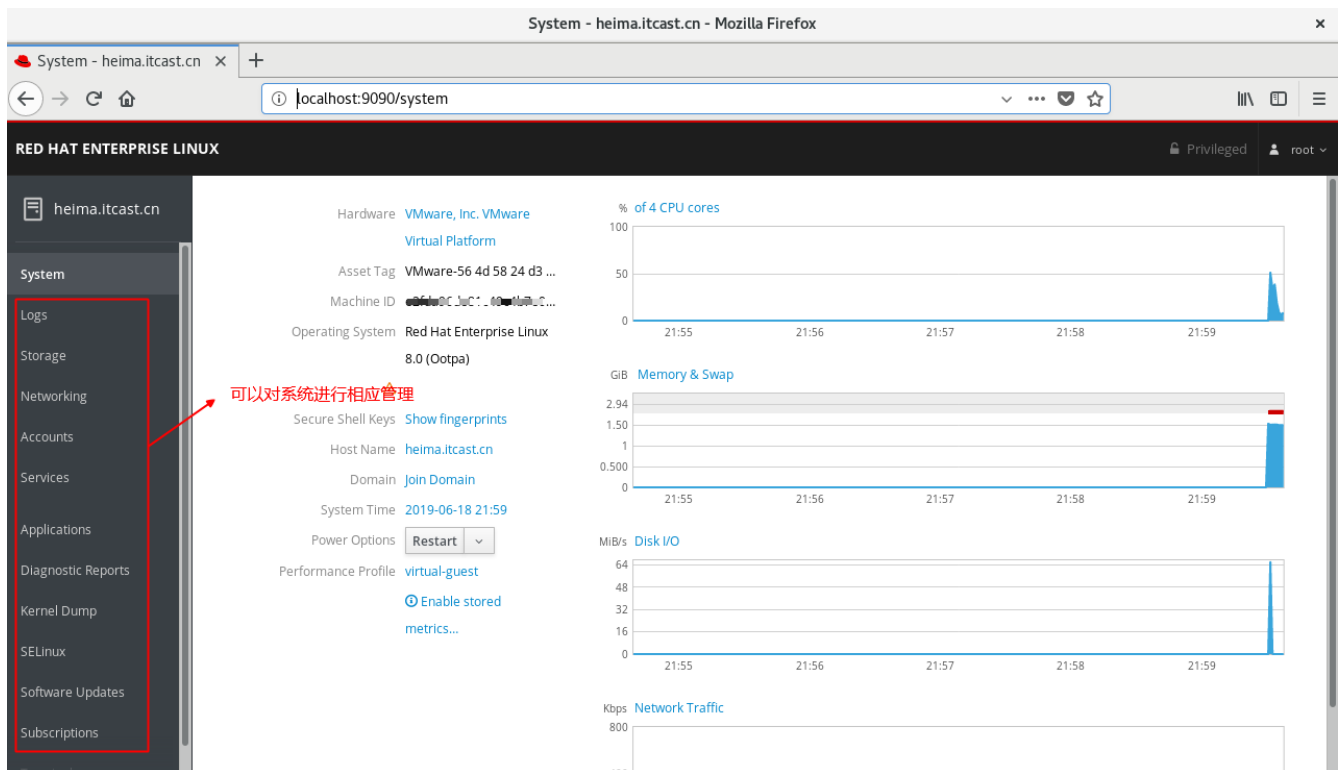 System - heima.itcast.cn - Mozilla Firefox
System - heima.itcast.cn
localhost:9090/system
RED HAT ENTERPRISE LINUX
Privileged
root
heima.itcast.cn
System
Logs
Storage
Networking
Accounts
Services
Applications
Diagnostic Reports
Kernel Dump
SELinux
Software Updates
Subscriptions
可以对系统进行相应管理
Hardware VMware, Inc. VMware
Virtual Platform
Asset Tag VMware-56 4d 58 24 d3 ...
Machine ID
Operating System Red Hat Enterprise Linux
8.0 (Ootpa)
Secure Shell Keys Show fingerprints
Host Name heima.itcast.cn
Domain Join Domain
System Time 2019-06-18 21:59
Power Options Restart
Performance Profile virtual-guest
Enable stored
metrics...
% of 4 CPU cores
100
50
0
21:55 21:56 21:57 21:58 21:59
GiB Memory & Swap
2.94
1.50
1
0.500
0
21:55 21:56 21:57 21:58 21:59
MiB/s Disk I/O
64
48
32
16
0
21:55 21:56 21:57 21:58 21:59
Kbps Network Traffic
800